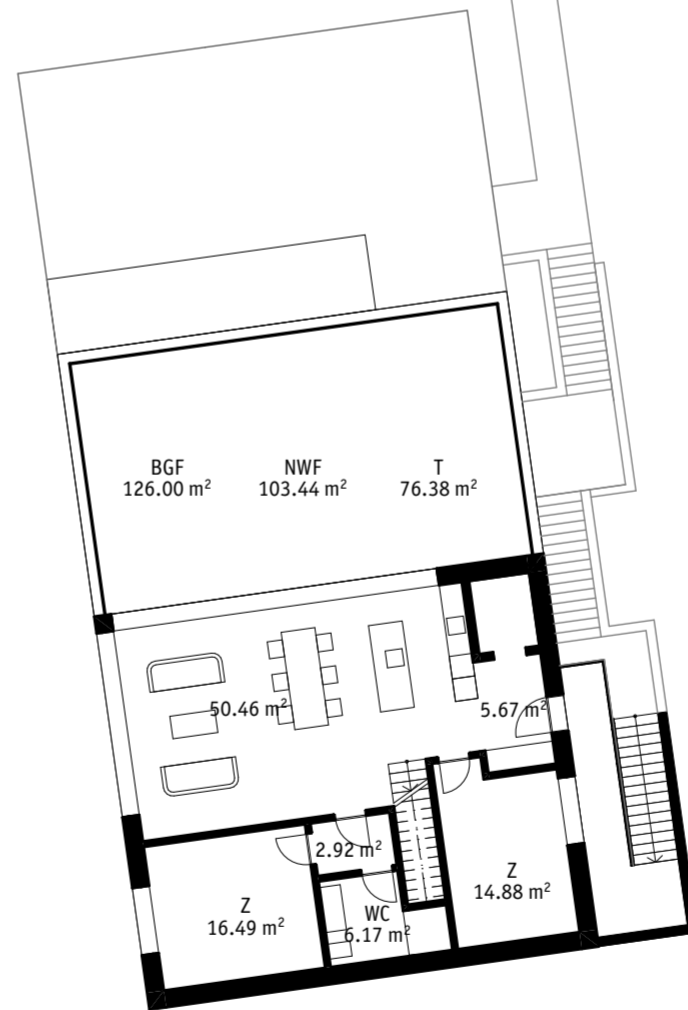 BGF
126.00 m²
NWF
103.44 m²
T
76.38 m²
50.46 m²
5.67 m²
2.92 m²
Z
14.88 m²
Z
16.49 m²
WC
6.17 m²